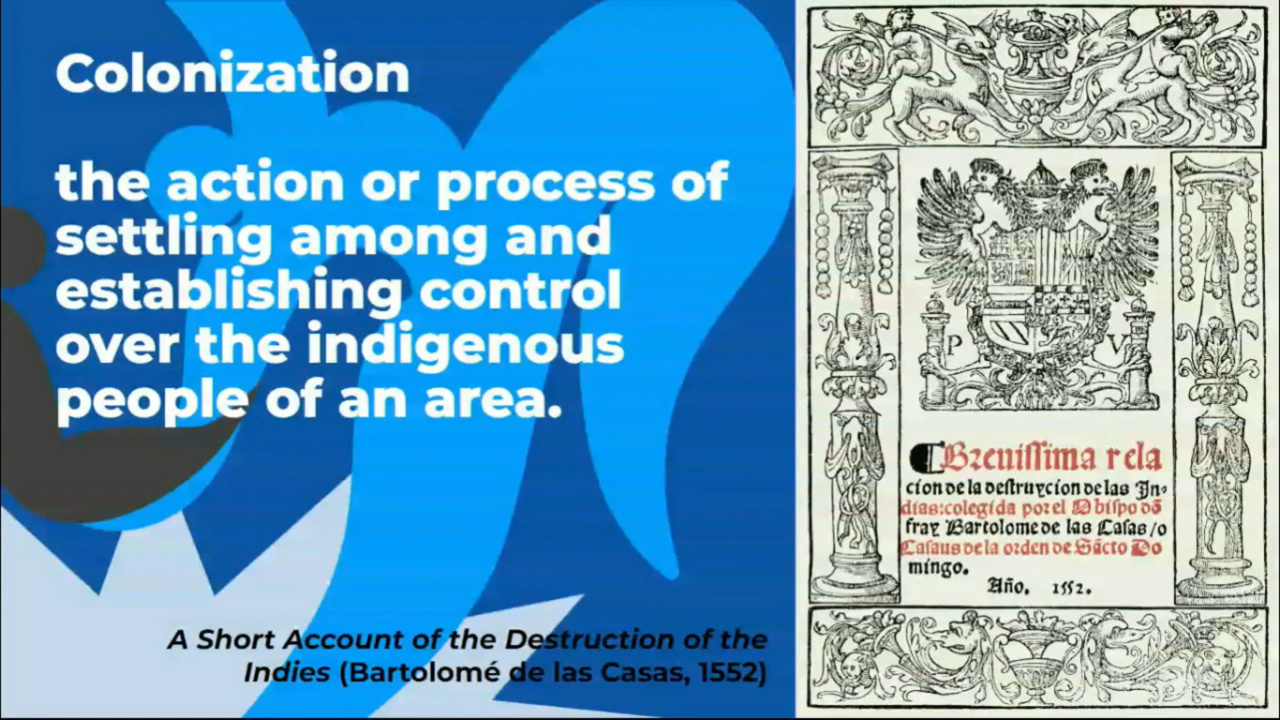 Colonization
the action or process of
settling among and
establishing control
over the indigenous
people of an area.
A Short Account of the Destruction of the
Indies (Bartolomé de las Casas, 1552)
P V
Breuissima rela
cion de la destruycion de las In-
dias: colegida por el Obispo dõ
fray Bartolome de las Casas / o
Casaus de la orden de Sãcto Do
mingo.
Año. 1552.